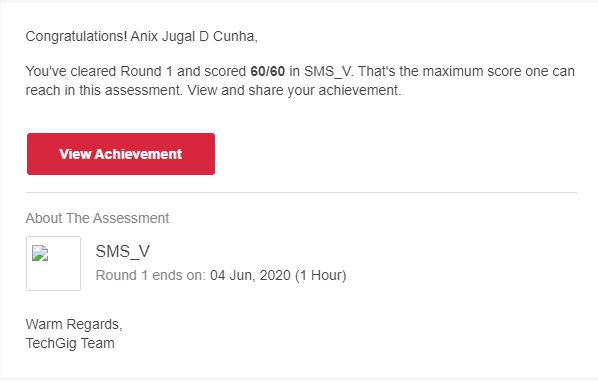 Congratulations! Anix Jugal D Cunha,
You've cleared Round 1 and scored 60/60 in SMS_V. That's the maximum score one can
reach in this assessment. View and share your achievement.
View Achievement
About The Assessment
SMS_V
Round 1 ends on: 04 Jun, 2020 (1 Hour)
Warm Regards,
TechGig Team